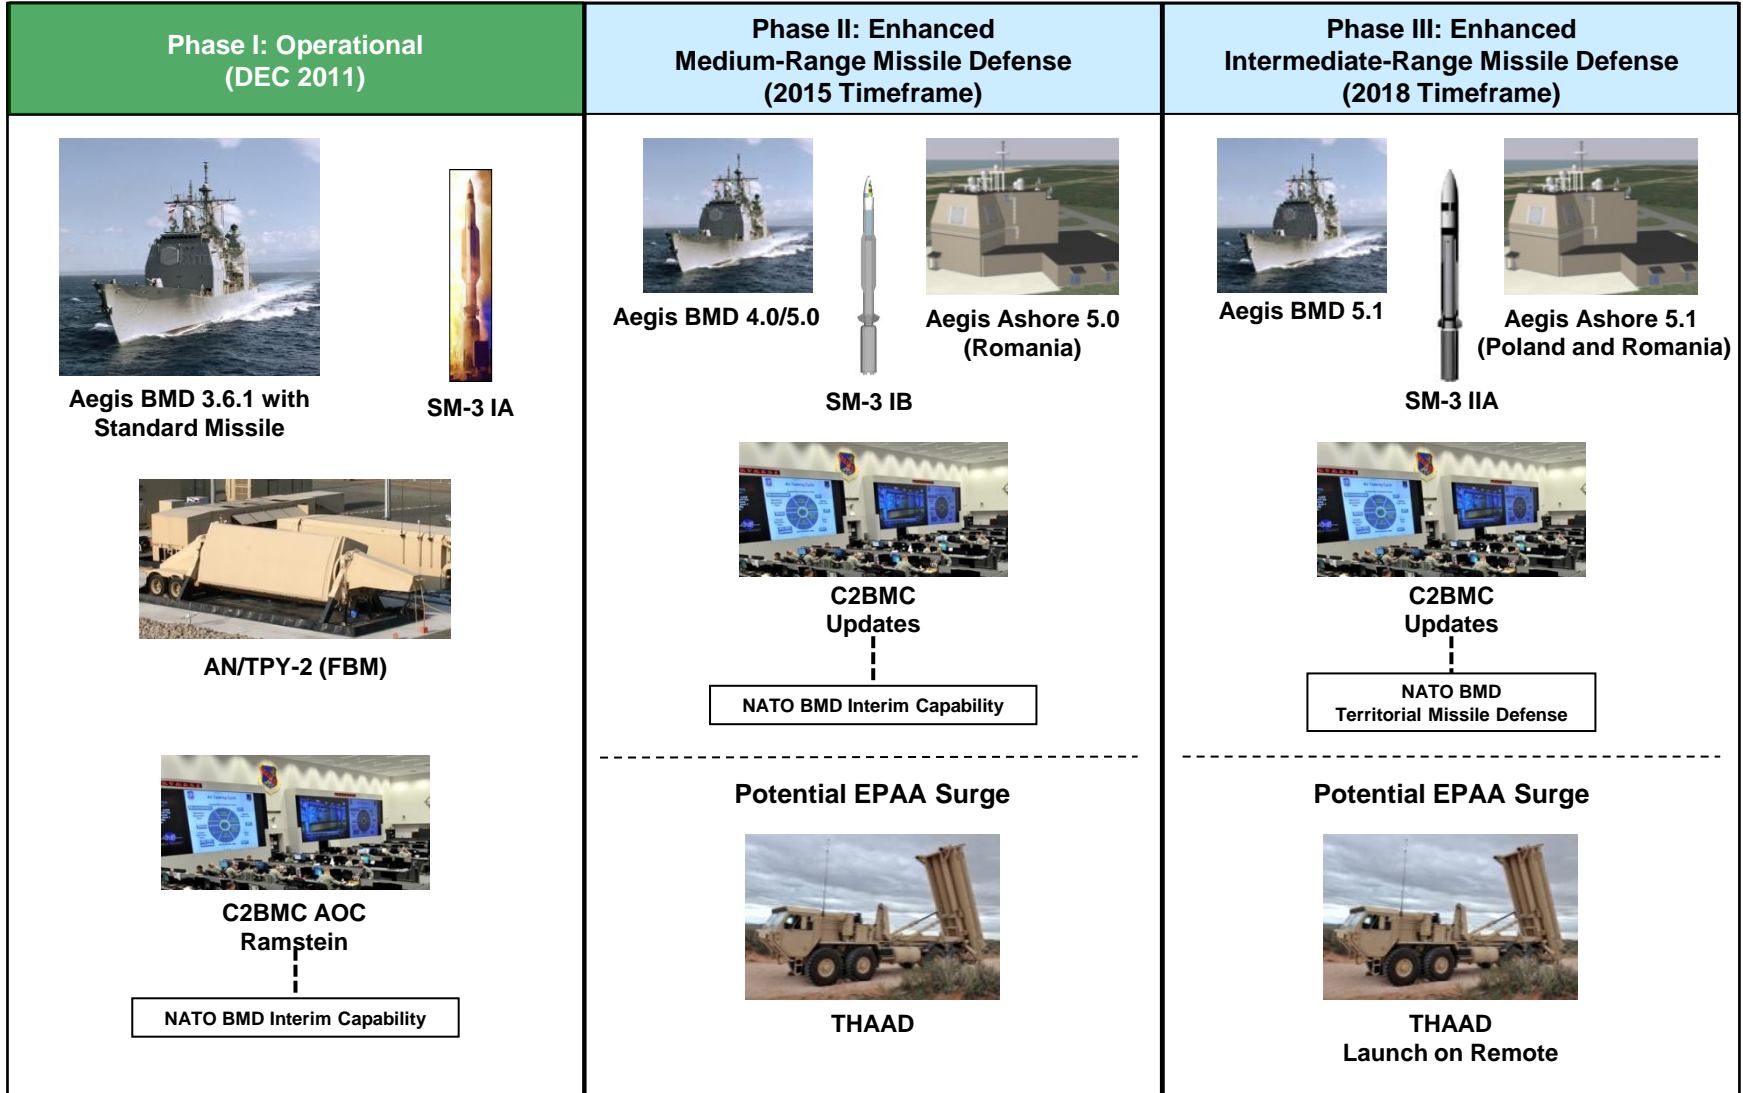 Phase I: Operational
(DEC 2011)
Aegis BMD 3.6.1 with
Standard Missile
SM-3 IA
AN/TPY-2 (FBM)
C2BMC AOC
Ramstein
NATO BMD Interim Capability
Phase II: Enhanced
Medium-Range Missile Defense
(2015 Timeframe)
Aegis BMD 4.0/5.0
SM-3 IB
Aegis Ashore 5.0
(Romania)
C2BMC
Updates
NATO BMD Interim Capability
Potential EPAA Surge
THAAD
Phase III: Enhanced
Intermediate-Range Missile Defense
(2018 Timeframe)
Aegis BMD 5.1
SM-3 IIA
Aegis Ashore 5.1
(Poland and Romania)
C2BMC
Updates
NATO BMD
Territorial Missile Defense
Potential EPAA Surge
THAAD
Launch on Remote